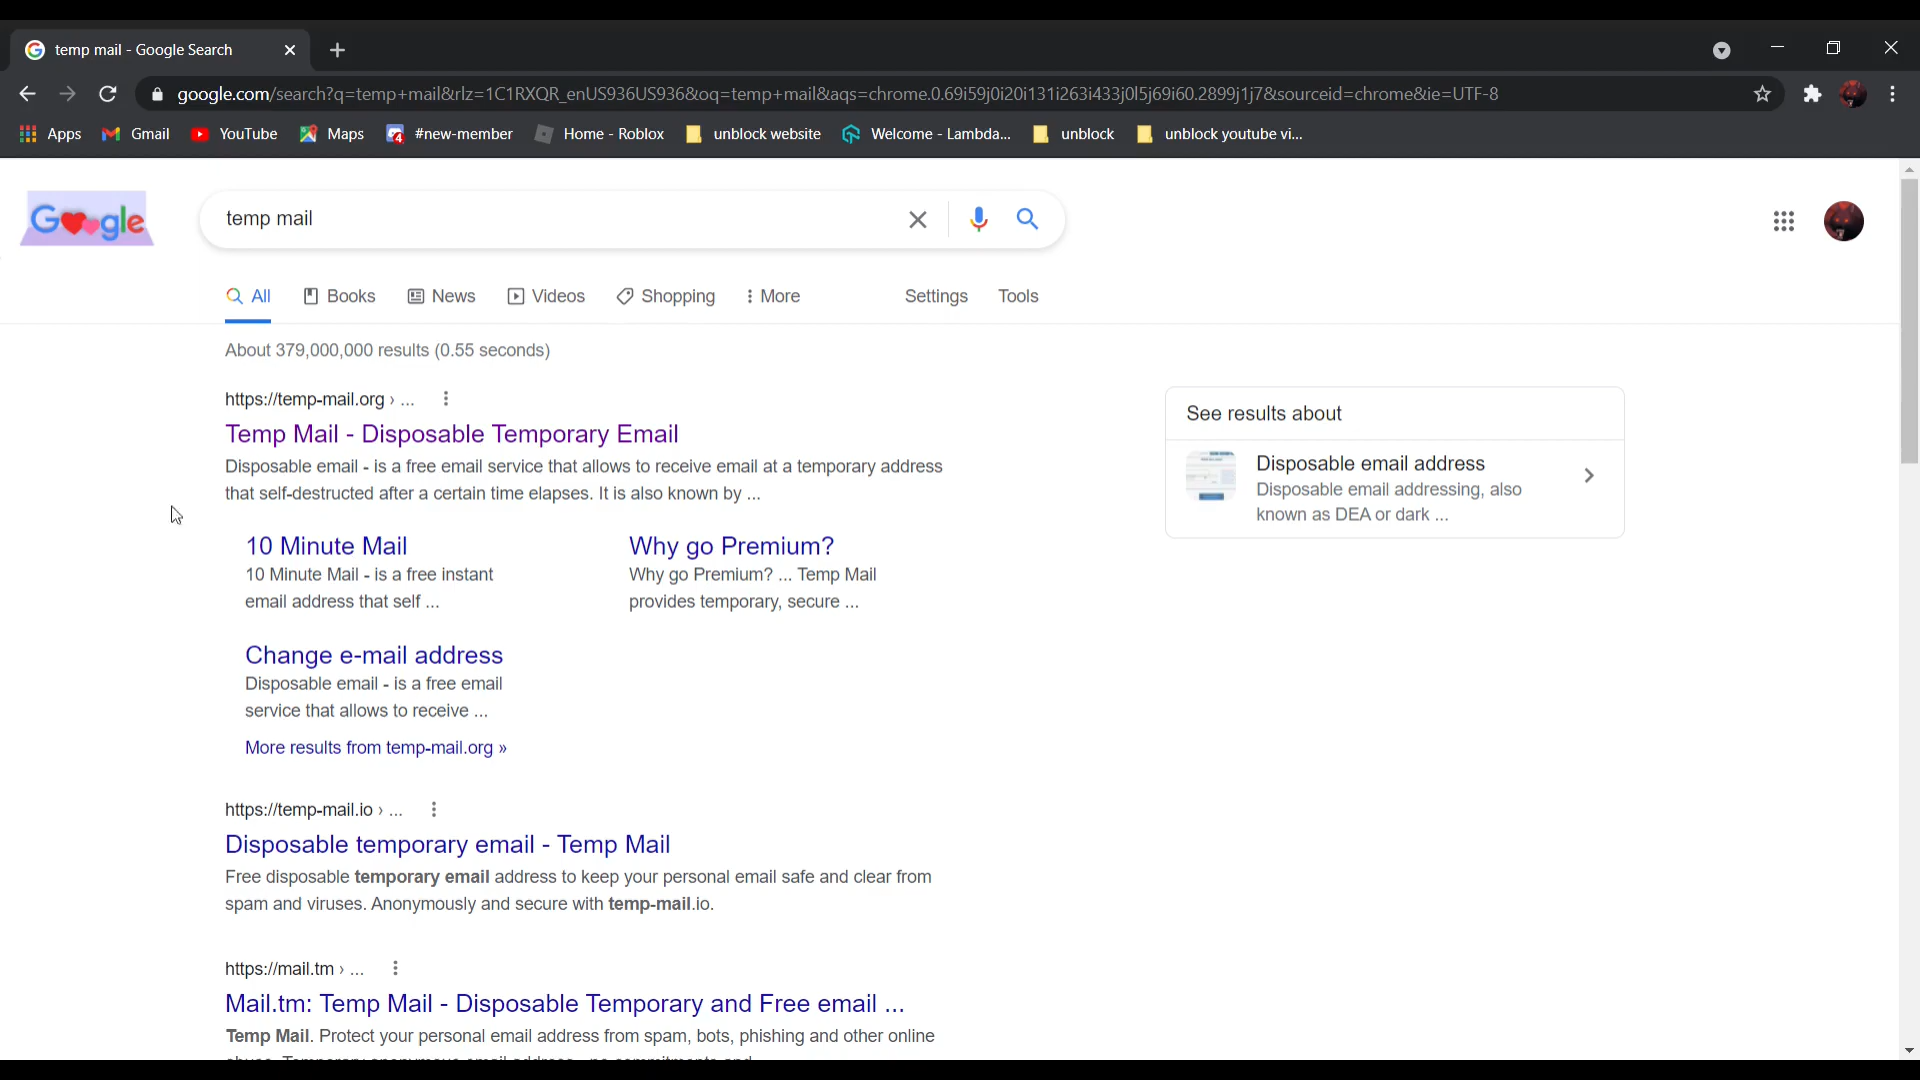 temp mail - Google Search
google.com/search?q=temp+mail&rlz=1C1RXQR_enUS936US936&oq=temp+mail&aqs=chrome.0.69i59j0i20i131i263i433j0l5j69i60.2899j1j7&sourceid=chrome&ie=UTF-8
Apps Gmail YouTube Maps 4 #new-member Home - Roblox unblock website Welcome - Lambda... unblock unblock youtube vi...
Google temp mail
All Books News Videos Shopping More Settings Tools
About 379,000,000 results (0.55 seconds)
https://temp-mail.org › ...
Temp Mail - Disposable Temporary Email
Disposable email - is a free email service that allows to receive email at a temporary address
that self-destructed after a certain time elapses. It is also known by ...
10 Minute Mail
10 Minute Mail - is a free instant
email address that self ...
Why go Premium?
Why go Premium? ... Temp Mail
provides temporary, secure ...
Change e-mail address
Disposable email - is a free email
service that allows to receive ...
More results from temp-mail.org »
https://temp-mail.io › ...
Disposable temporary email - Temp Mail
Free disposable temporary email address to keep your personal email safe and clear from
spam and viruses. Anonymously and secure with temp-mail.io.
https://mail.tm › ...
Mail.tm: Temp Mail - Disposable Temporary and Free email ...
Temp Mail. Protect your personal email address from spam, bots, phishing and other online
See results about
Disposable email address
Disposable email addressing, also
known as DEA or dark ...